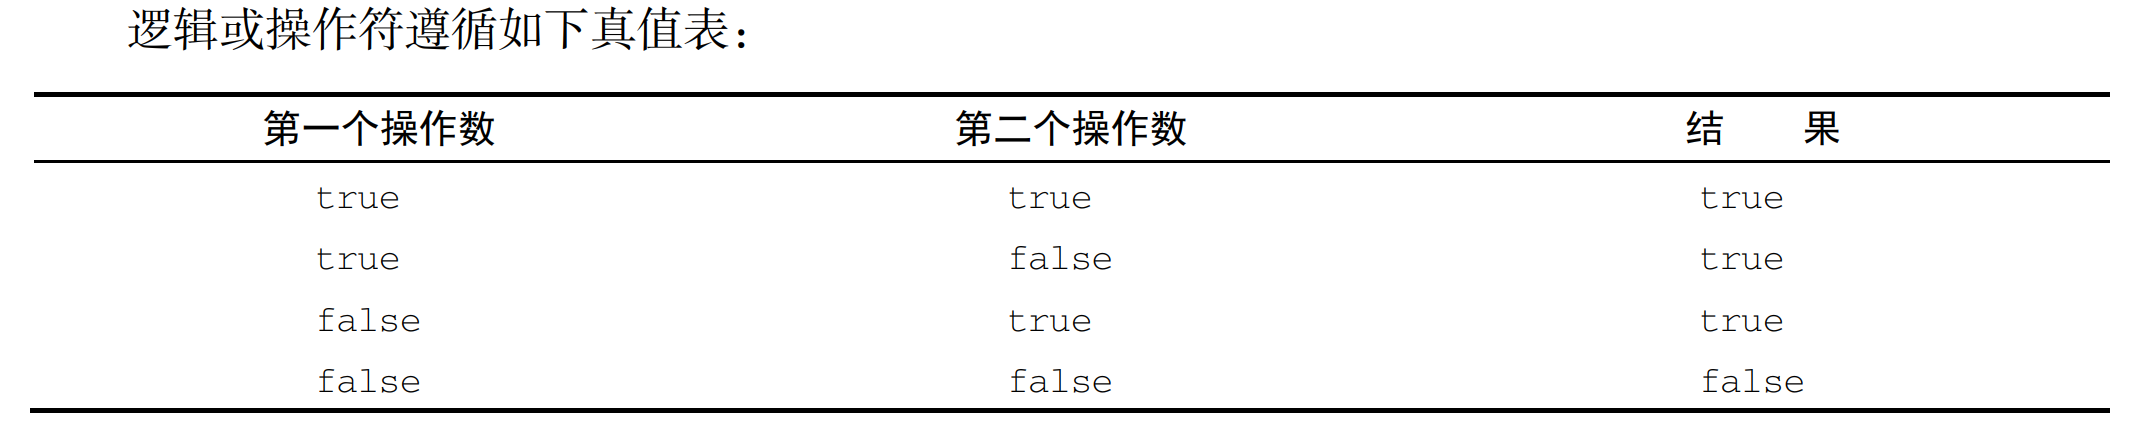 逻辑或操作符遵循如下真值表：
第一个操作数 第二个操作数 结 果
true true true
true false true
false true true
false false false